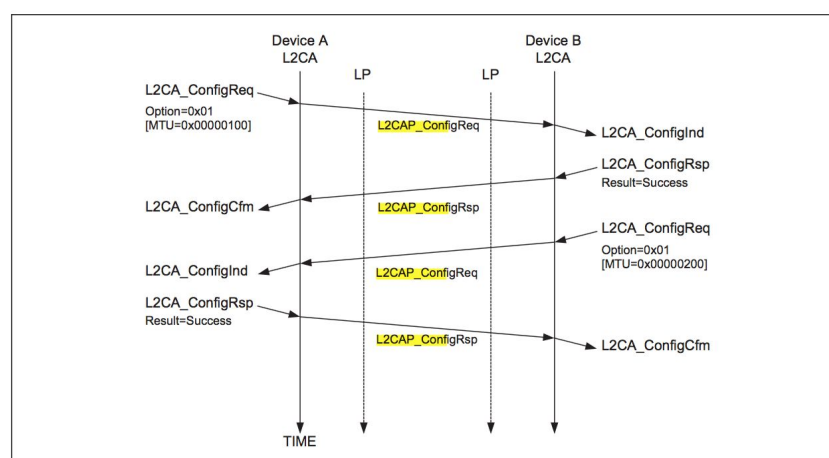 Device A
L2CA
Device B
L2CA
LP
LP
L2CA_ConfigReq
Option=0x01
[MTU=0x00000100]
L2CAP_ConfigReq
L2CA_ConfigInd
L2CA_ConfigRsp
Result=Success
L2CA_ConfigCfm
L2CAP_ConfigRsp
L2CA_ConfigReq
Option=0x01
[MTU=0x00000200]
L2CA_ConfigInd
L2CAP_ConfigReq
L2CA_ConfigRsp
Result=Success
L2CAP_ConfigRsp
L2CA_ConfigCfm
TIME